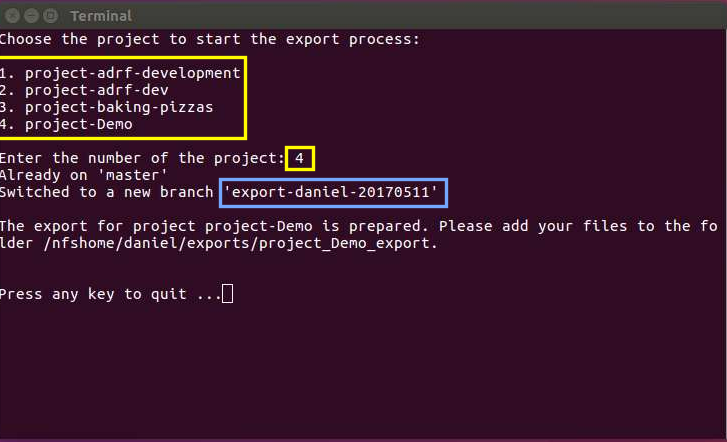 Terminal
Choose the project to start the export process:
1. project-adrf-development
2. project-adrf-dev
3. project-baking-pizzas
4. project-Demo
Enter the number of the project: 4
Already on 'master'
Switched to a new branch 'export-daniel-20170511'
The export for project project-Demo is prepared. Please add your files to the fo
lder /nfshome/daniel/exports/project_Demo_export.
Press any key to quit ...